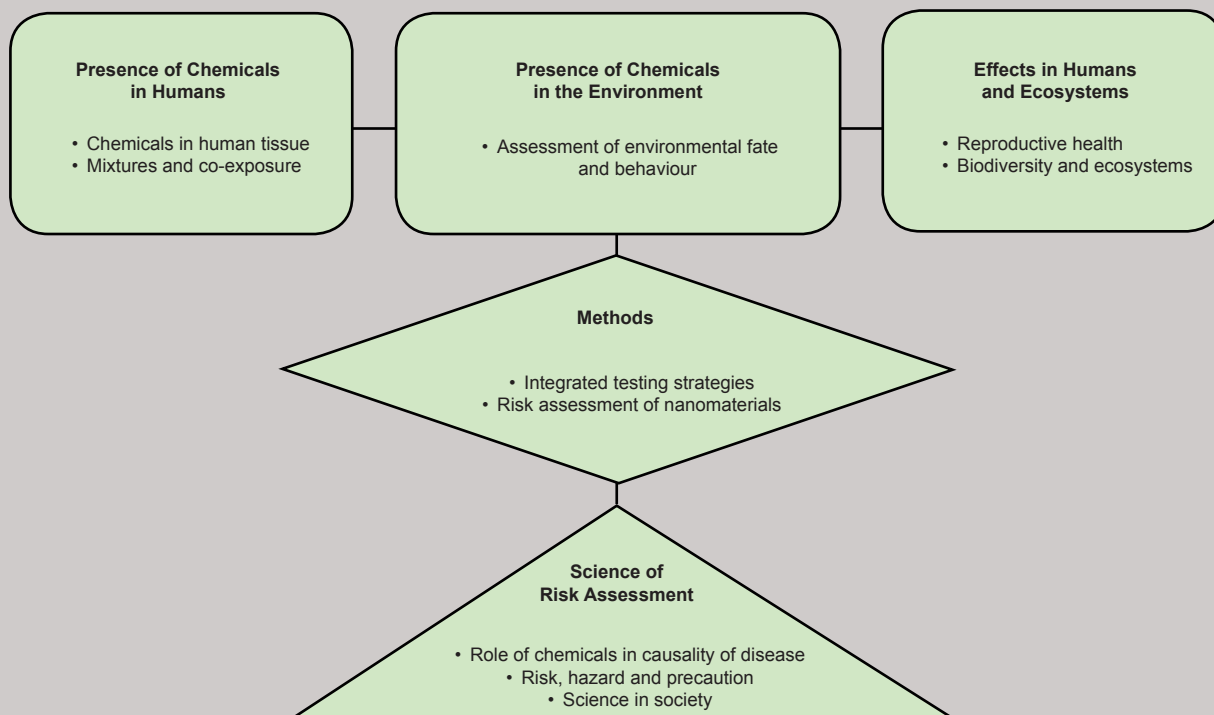 Presence of Chemicals
in Humans
• Chemicals in human tissue
• Mixtures and co-exposure
Presence of Chemicals
in the Environment
• Assessment of environmental fate
and behaviour
Effects in Humans
and Ecosystems
• Reproductive health
• Biodiversity and ecosystems
Methods
• Integrated testing strategies
• Risk assessment of nanomaterials
Science of
Risk Assessment
• Role of chemicals in causality of disease
• Risk, hazard and precaution
• Science in society